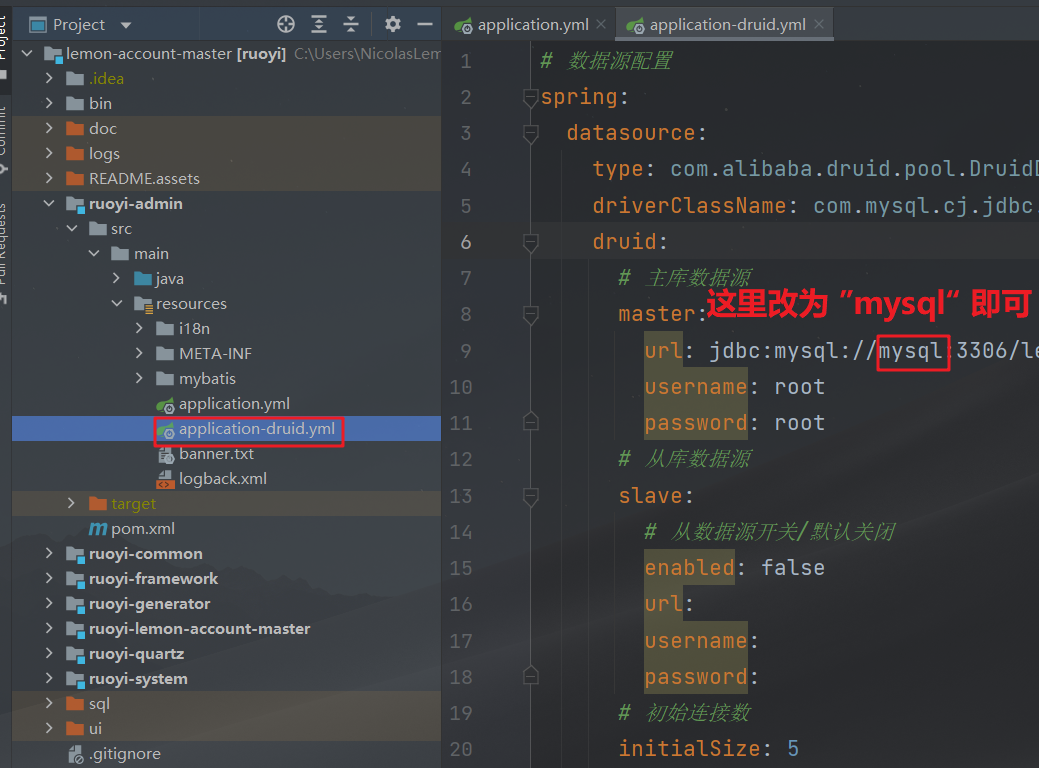 Project
application.yml
application-druid.yml
Project
Commit
Pull Requests
lemon-account-master [ruoyi] C:\Users\NicolasLem
.idea
bin
doc
logs
README.assets
ruoyi-admin
src
main
java
resources
i18n
META-INF
mybatis
application.yml
application-druid.yml
banner.txt
logback.xml
target
pom.xml
ruoyi-common
ruoyi-framework
ruoyi-generator
ruoyi-lemon-account-master
ruoyi-quartz
ruoyi-system
sql
ui
.gitignore
1 # 数据源配置
2 spring:
3 datasource:
4 type: com.alibaba.druid.pool.DruidD
5 driverClassName: com.mysql.cj.jdbc.
6 druid:
7 # 主库数据源
这里改为 ”mysql“ 即可
8 master:
9 url: jdbc:mysql://mysql:3306/le
10 username: root
11 password: root
12 # 从库数据源
13 slave:
14 # 从数据源开关/默认关闭
15 enabled: false
16 url:
17 username:
18 password:
19 # 初始连接数
20 initialSize: 5